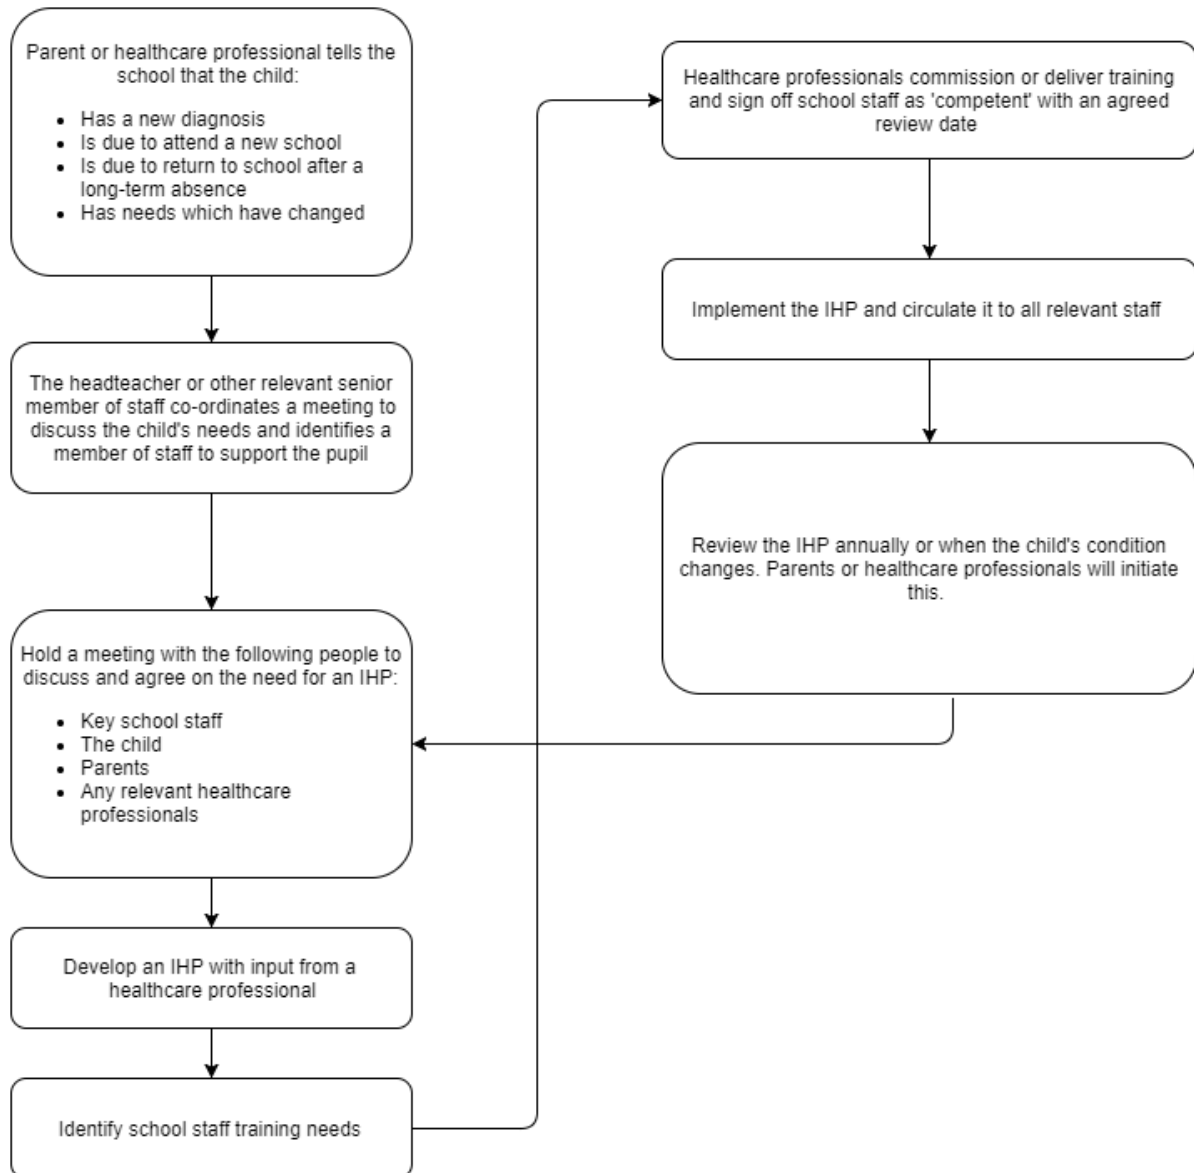 Parent or healthcare professional tells the
school that the child:
• Has a new diagnosis
• Is due to attend a new school
• Is due to return to school after a
long-term absence
• Has needs which have changed
The headteacher or other relevant senior
member of staff co-ordinates a meeting to
discuss the child's needs and identifies a
member of staff to support the pupil
Hold a meeting with the following people to
discuss and agree on the need for an IHP:
• Key school staff
• The child
• Parents
• Any relevant healthcare
professionals
Develop an IHP with input from a
healthcare professional
Identify school staff training needs
Healthcare professionals commission or deliver training
and sign off school staff as 'competent' with an agreed
review date
Implement the IHP and circulate it to all relevant staff
Review the IHP annually or when the child's condition
changes. Parents or healthcare professionals will initiate
this.